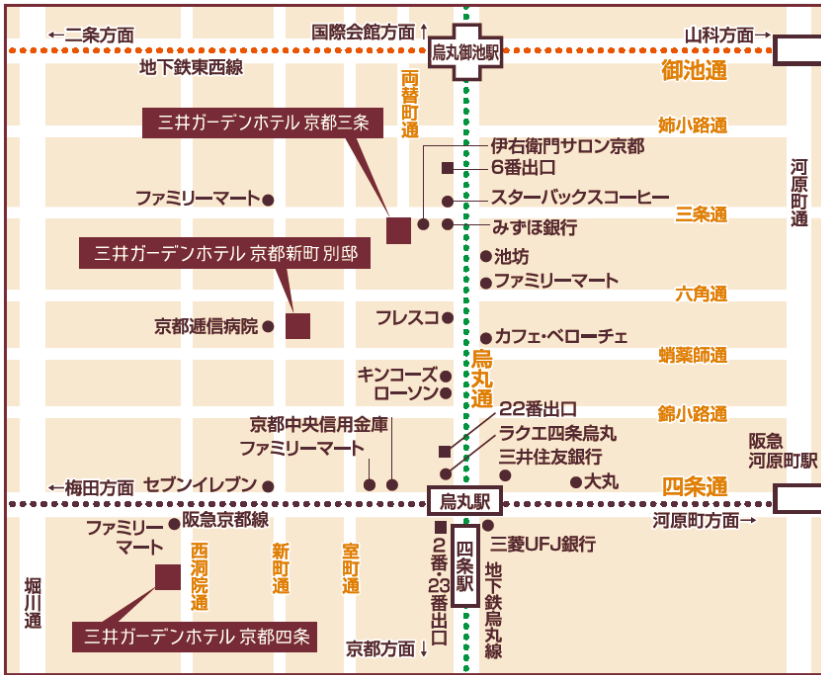 ←二条方面
国際会館方面↑
烏丸御池駅
山科方面→
地下鉄東西線
御池通
両替町通
三井ガーデンホテル 京都三条
姉小路通
伊右衛門サロン京都
6番出口
河原町通
ファミリーマート
スターバックスコーヒー
三条通
みずほ銀行
三井ガーデンホテル 京都新町 別邸
池坊
ファミリーマート
六角通
京都逓信病院
フレスコ
カフェ・ベローチェ
蛸薬師通
烏丸通
キンコーズ
ローソン
22番出口
錦小路通
京都中央信用金庫
ラクエ四条烏丸
ファミリーマート
三井住友銀行
阪急
河原町駅
←梅田方面
セブンイレブン
大丸
四条通
烏丸駅
ファミリー
マート
阪急京都線
河原町方面→
三菱UFJ銀行
西洞院通
新町通
室町通
2番・23番出口
四条駅
地下鉄烏丸線
堀川通
三井ガーデンホテル 京都四条
京都方面↓